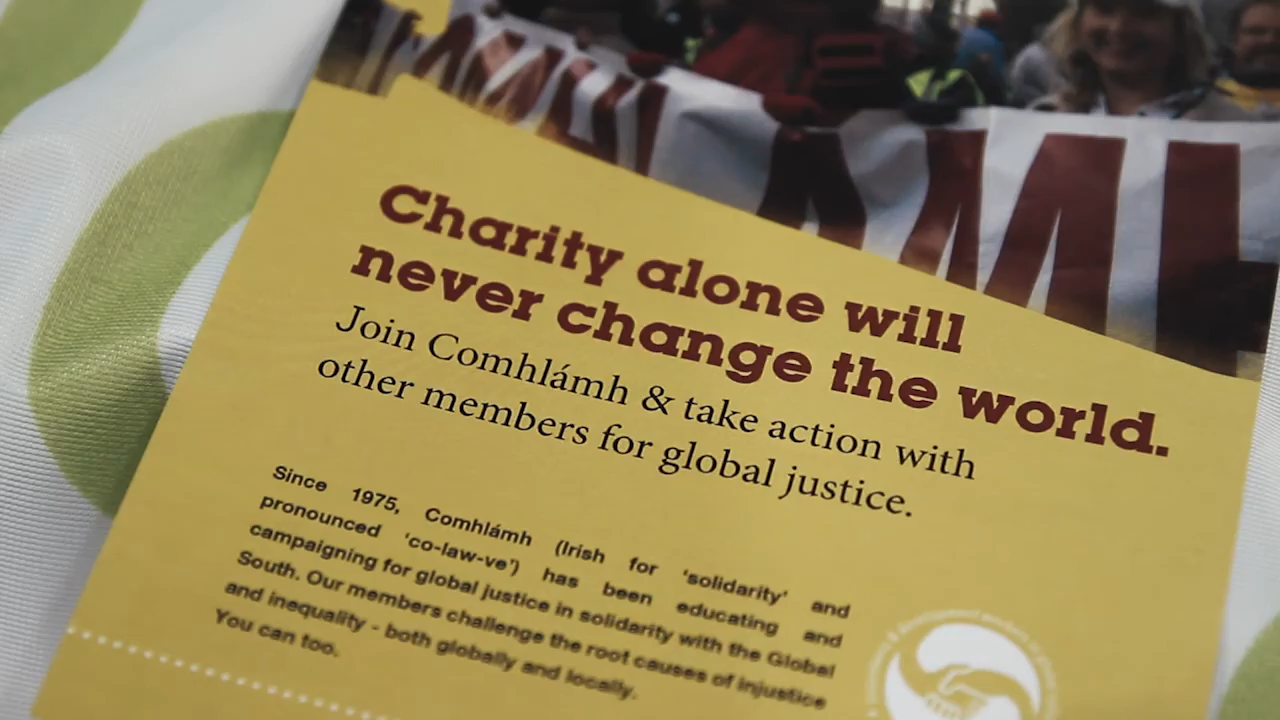 Charity alone will
never change the world.
Join Comhlámh & take action with
other members for global justice.
Since 1975, Comhlámh (Irish for 'solidarity' and
pronounced 'co-law-ve') has been educating and
campaigning for global justice in solidarity with the Global
South. Our members challenge the root causes of injustice
and inequality - both globally and locally.
You can too.